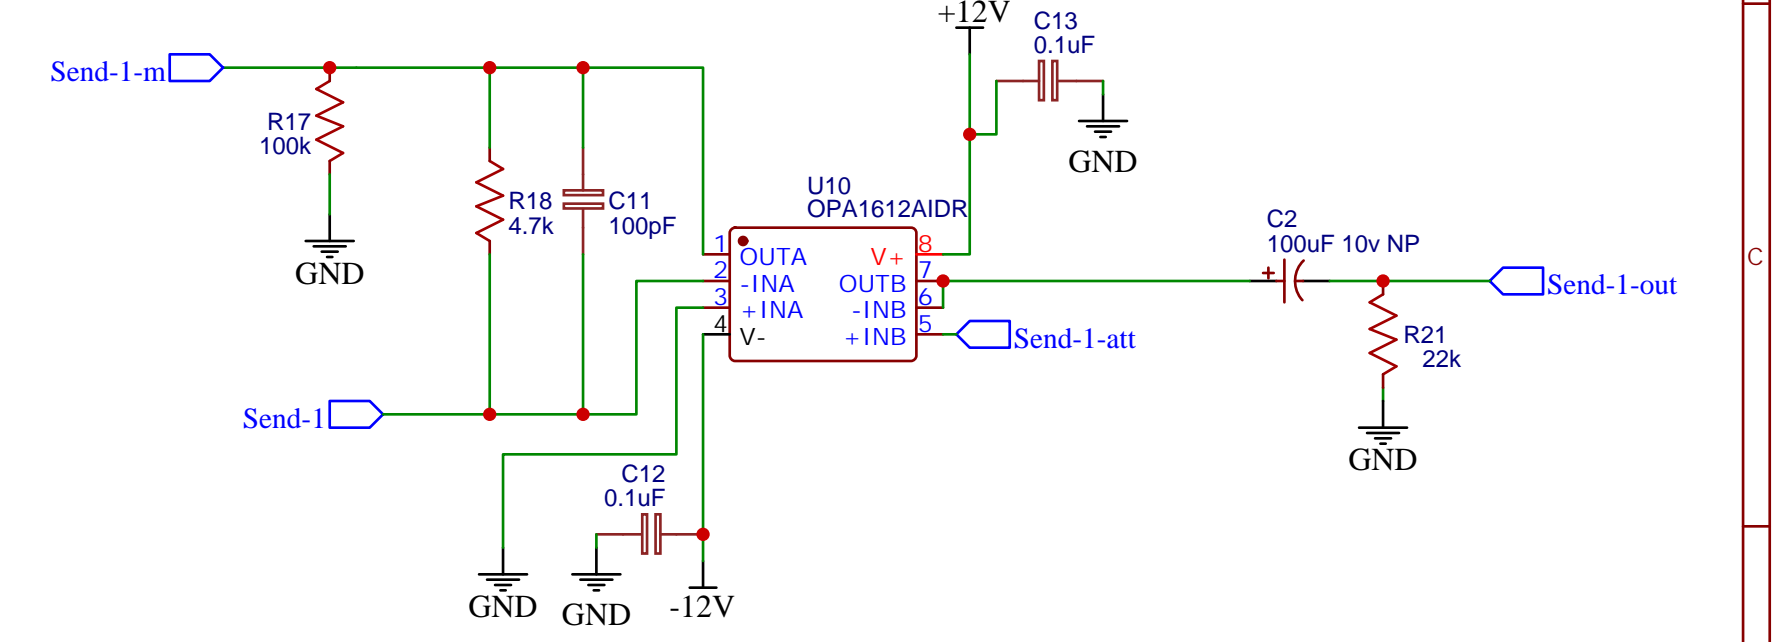 +12V
C13
0.1uF
Send-1-m
R17
100k
GND
GND
R18
4.7k
C11
100pF
U10
OPA1612AIDR
1
OUTA
2
-INA
3
+INA
4
V-
8
V+
7
OUTB
6
-INB
5
+INB
C2
100uF 10v NP
+
Send-1-out
Send-1-att
R21
22k
GND
Send-1
C12
0.1uF
GND
GND
-12V
C